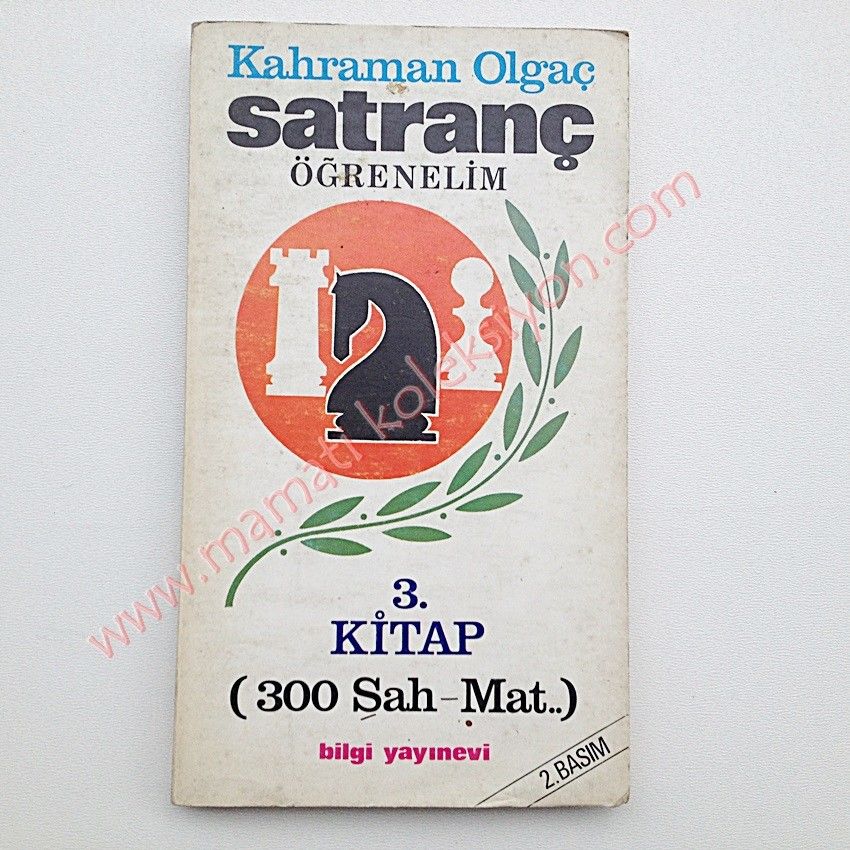 Kahraman Olgaç
satranç
ÖĞRENELİM
www.mamati koleksiyon.com
3.
KİTAP
( 300 Şah-Mat..)
bilgi yayınevi
2.BASIM